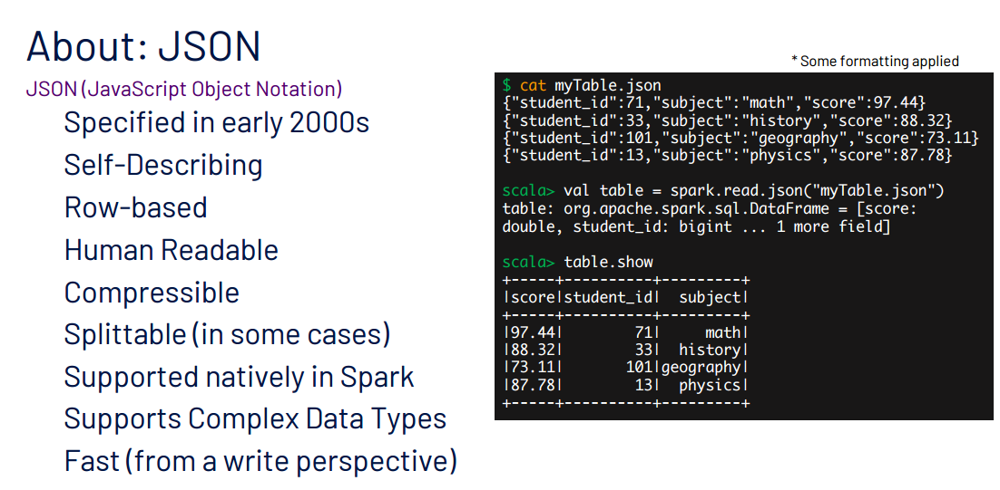 About: JSON
JSON (JavaScript Object Notation)
Specified in early 2000s
Self-Describing
Row-based
Human Readable
Compressible
Splittable (in some cases)
Supported natively in Spark
Supports Complex Data Types
Fast (from a write perspective)
* Some formatting applied
$ cat myTable.json
{"student_id":71,"subject":"math","score":97.44}
{"student_id":33,"subject":"history","score":88.32}
{"student_id":101,"subject":"geography","score":73.11}
{"student_id":13,"subject":"physics","score":87.78}
scala> val table = spark.read.json("myTable.json")
table: org.apache.spark.sql.DataFrame = [score:
double, student_id: bigint ... 1 more field]
scala> table.show
+-----+----------+---------+
|score|student_id|  subject|
+-----+----------+---------+
|97.44|        71|     math|
|88.32|        33|  history|
|73.11|       101|geography|
|87.78|        13|  physics|
+-----+----------+---------+